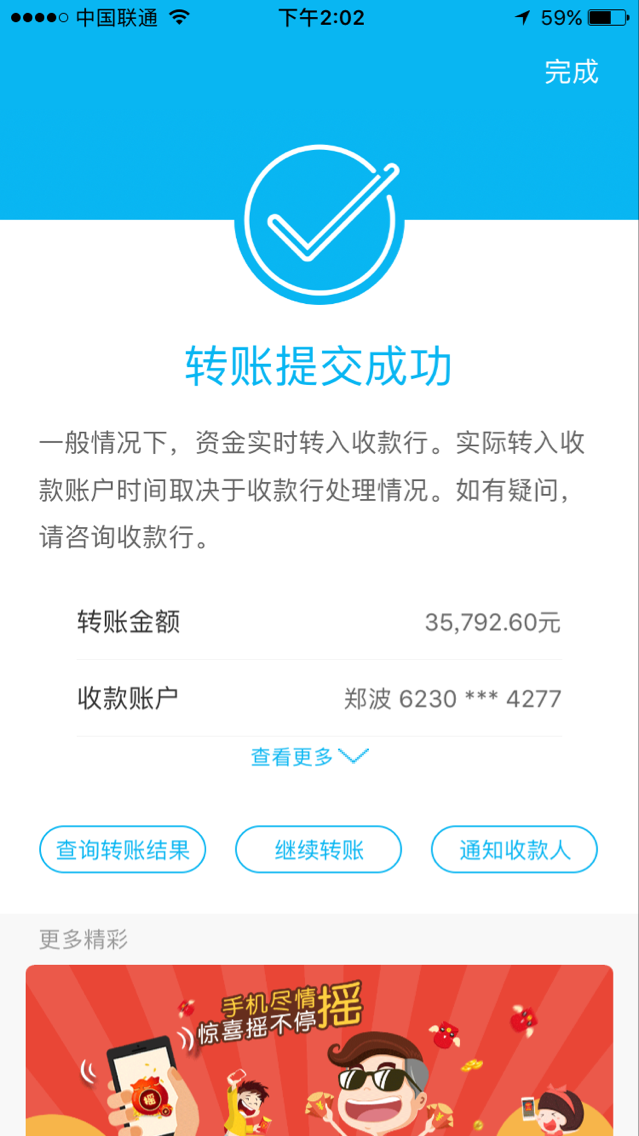 中国联通
下午2:02
59%
完成
转账提交成功
一般情况下，资金实时转入收款行。实际转入收
款账户时间取决于收款行处理情况。如有疑问，
请咨询收款行。
转账金额 35,792.60元
收款账户 郑波 6230 *** 4277
查看更多
查询转账结果
继续转账
通知收款人
更多精彩
手机尽情摇
惊喜摇不停
摇